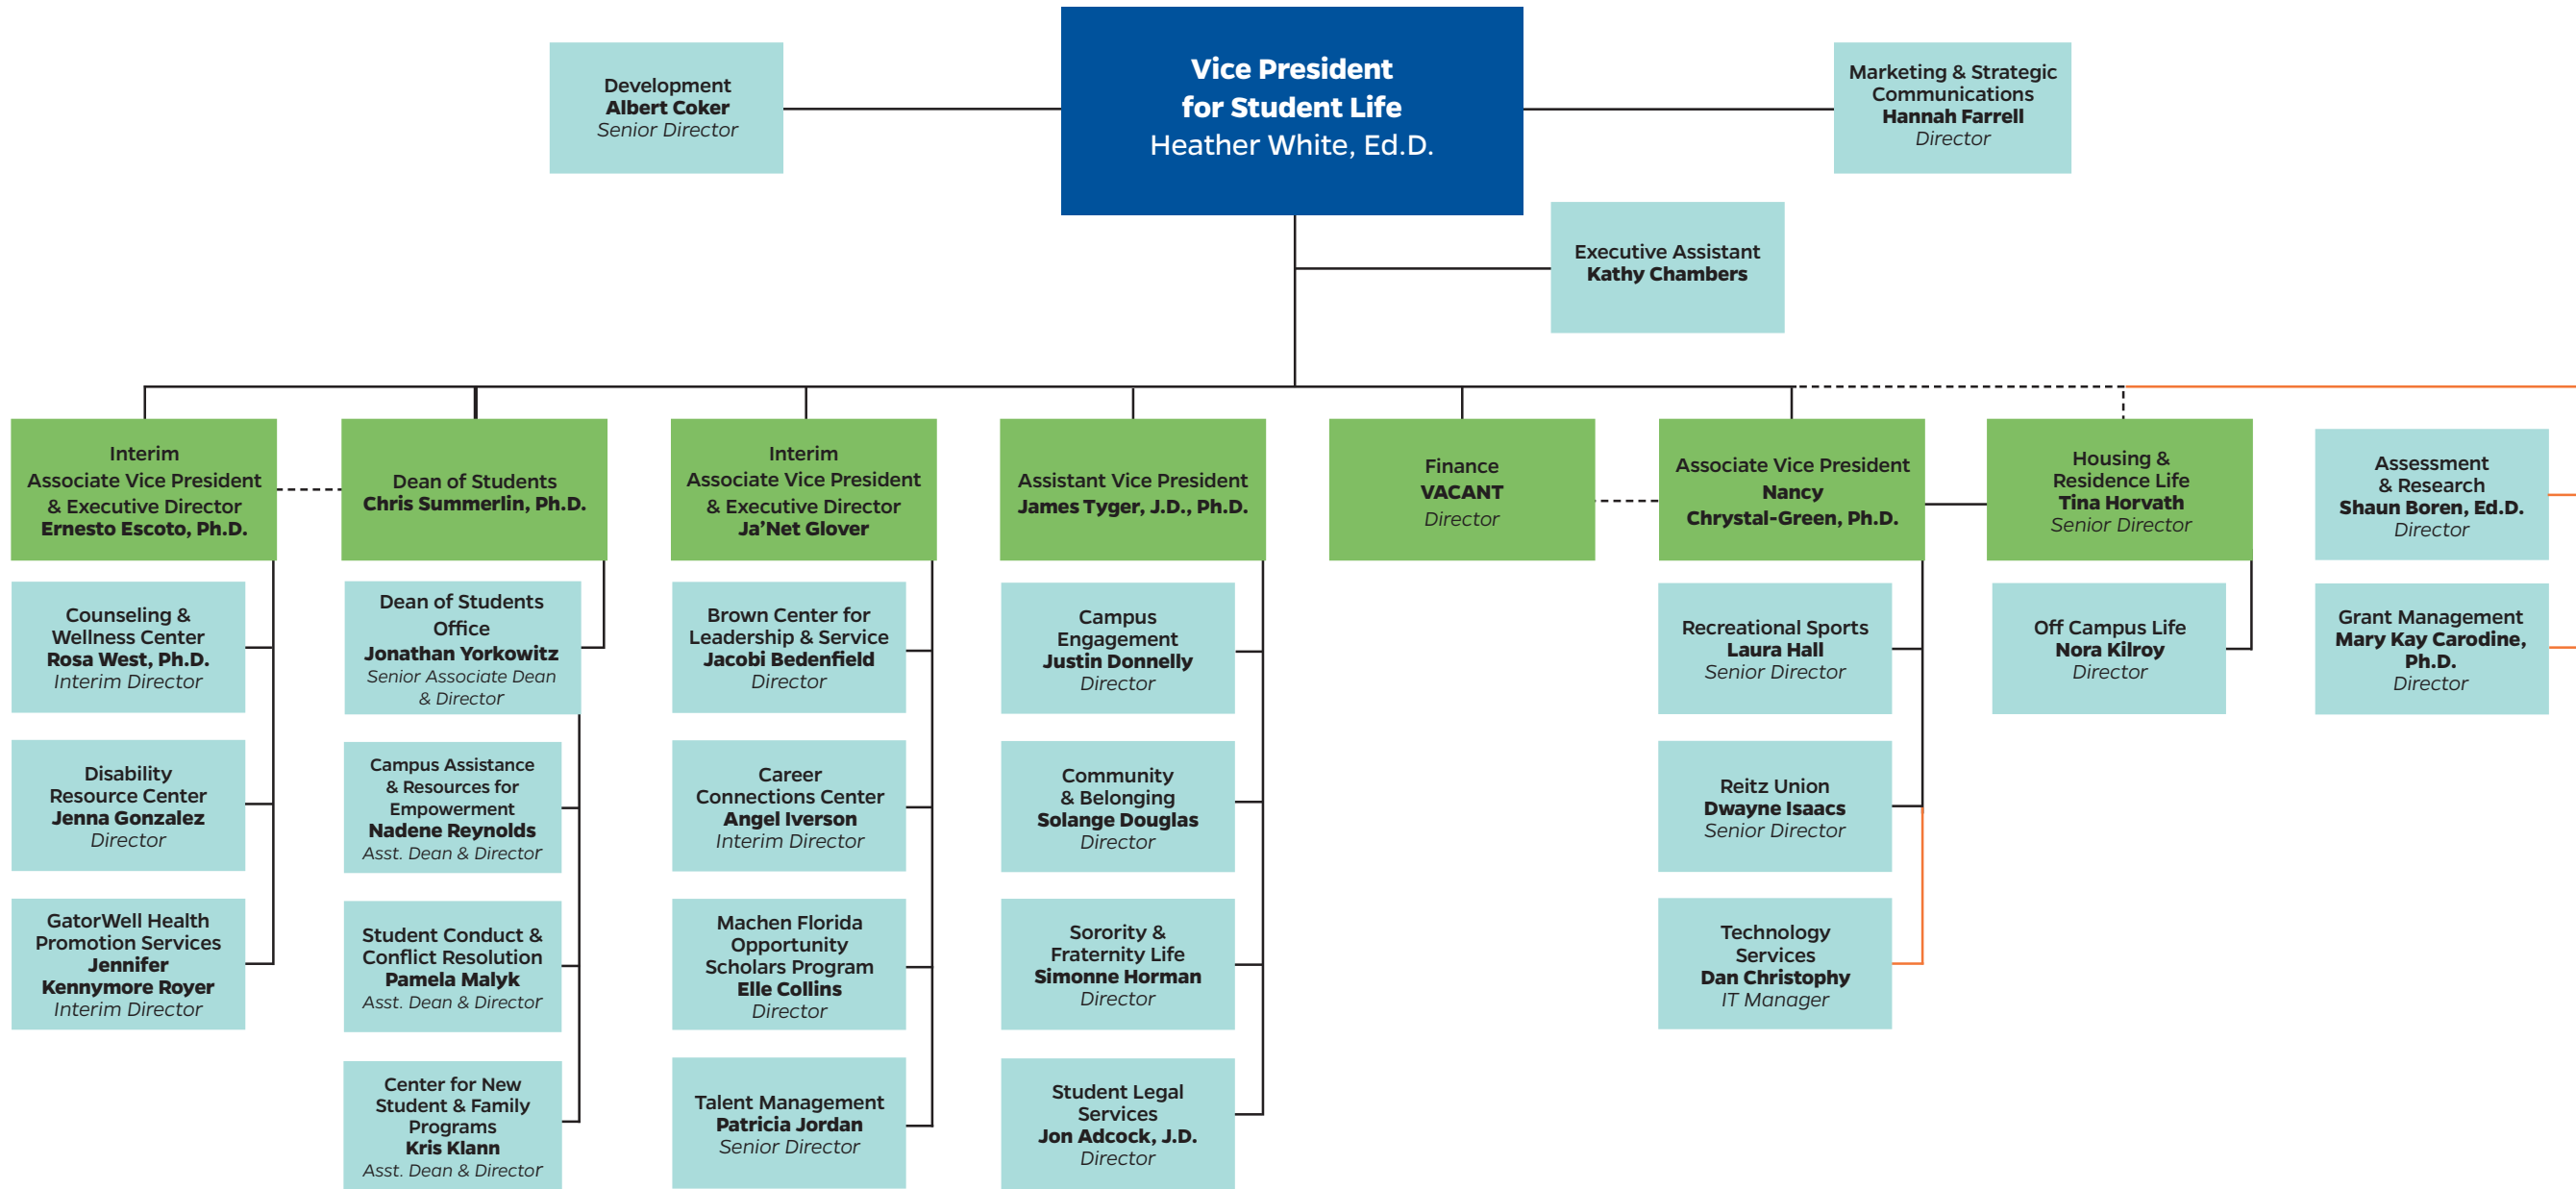 Development
Albert Coker
Senior Director
Vice President
for Student Life
Heather White, Ed.D.
Marketing & Strategic
Communications
Hannah Farrell
Director
Executive Assistant
Kathy Chambers
Interim
Associate Vice President
& Executive Director
Ernesto Escoto, Ph.D.
Dean of Students
Chris Summerlin, Ph.D.
Interim
Associate Vice President
& Executive Director
Ja'Net Glover
Assistant Vice President
James Tyger, J.D., Ph.D.
Finance
VACANT
Director
Associate Vice President
Nancy
Chrystal-Green, Ph.D.
Housing &
Residence Life
Tina Horvath
Senior Director
Assessment
& Research
Shaun Boren, Ed.D.
Director
Counseling &
Wellness Center
Rosa West, Ph.D.
Interim Director
Dean of Students
Office
Jonathan Yorkowitz
Senior Associate Dean
& Director
Brown Center for
Leadership & Service
Jacobi Bedenfield
Director
Campus
Engagement
Justin Donnelly
Director
Recreational Sports
Laura Hall
Senior Director
Off Campus Life
Nora Kilroy
Director
Grant Management
Mary Kay Carodine,
Ph.D.
Director
Disability
Resource Center
Jenna Gonzalez
Director
Campus Assistance
& Resources for
Empowerment
Nadene Reynolds
Asst. Dean & Director
Career
Connections Center
Angel Iverson
Interim Director
Community
& Belonging
Solange Douglas
Director
Reitz Union
Dwayne Isaacs
Senior Director
GatorWell Health
Promotion Services
Jennifer
Kennymore Royer
Interim Director
Student Conduct &
Conflict Resolution
Pamela Malyk
Asst. Dean & Director
Machen Florida
Opportunity
Scholars Program
Elle Collins
Director
Sorority &
Fraternity Life
Simonne Horman
Director
Technology
Services
Dan Christophy
IT Manager
Center for New
Student & Family
Programs
Kris Klann
Asst. Dean & Director
Talent Management
Patricia Jordan
Senior Director
Student Legal
Services
Jon Adcock, J.D.
Director